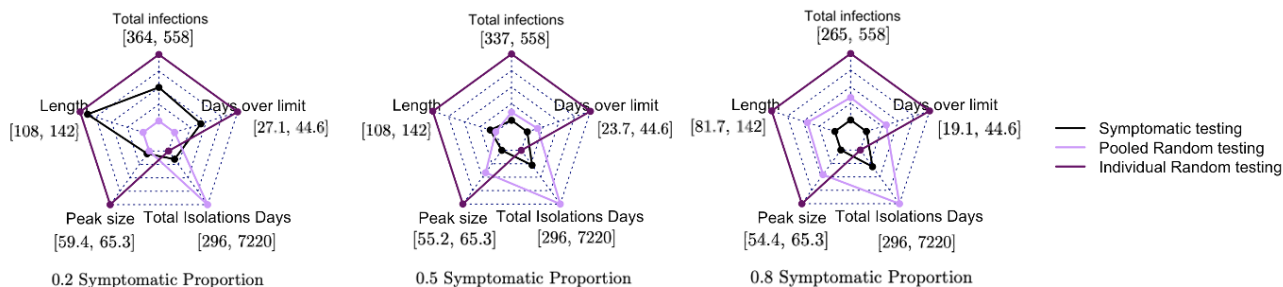 Total infections
[364, 558]
Length
[108, 142]
Days over limit
[27.1, 44.6]
Peak size
[59.4, 65.3]
Total Isolations Days
[296, 7220]
0.2 Symptomatic Proportion
Total infections
[337, 558]
Length
[108, 142]
Days over limit
[23.7, 44.6]
Peak size
[55.2, 65.3]
Total Isolations Days
[296, 7220]
0.5 Symptomatic Proportion
Total infections
[265, 558]
Length
[81.7, 142]
Days over limit
[19.1, 44.6]
Peak size
[54.4, 65.3]
Total Isolations Days
[296, 7220]
0.8 Symptomatic Proportion
Symptomatic testing
Pooled Random testing
Individual Random testing